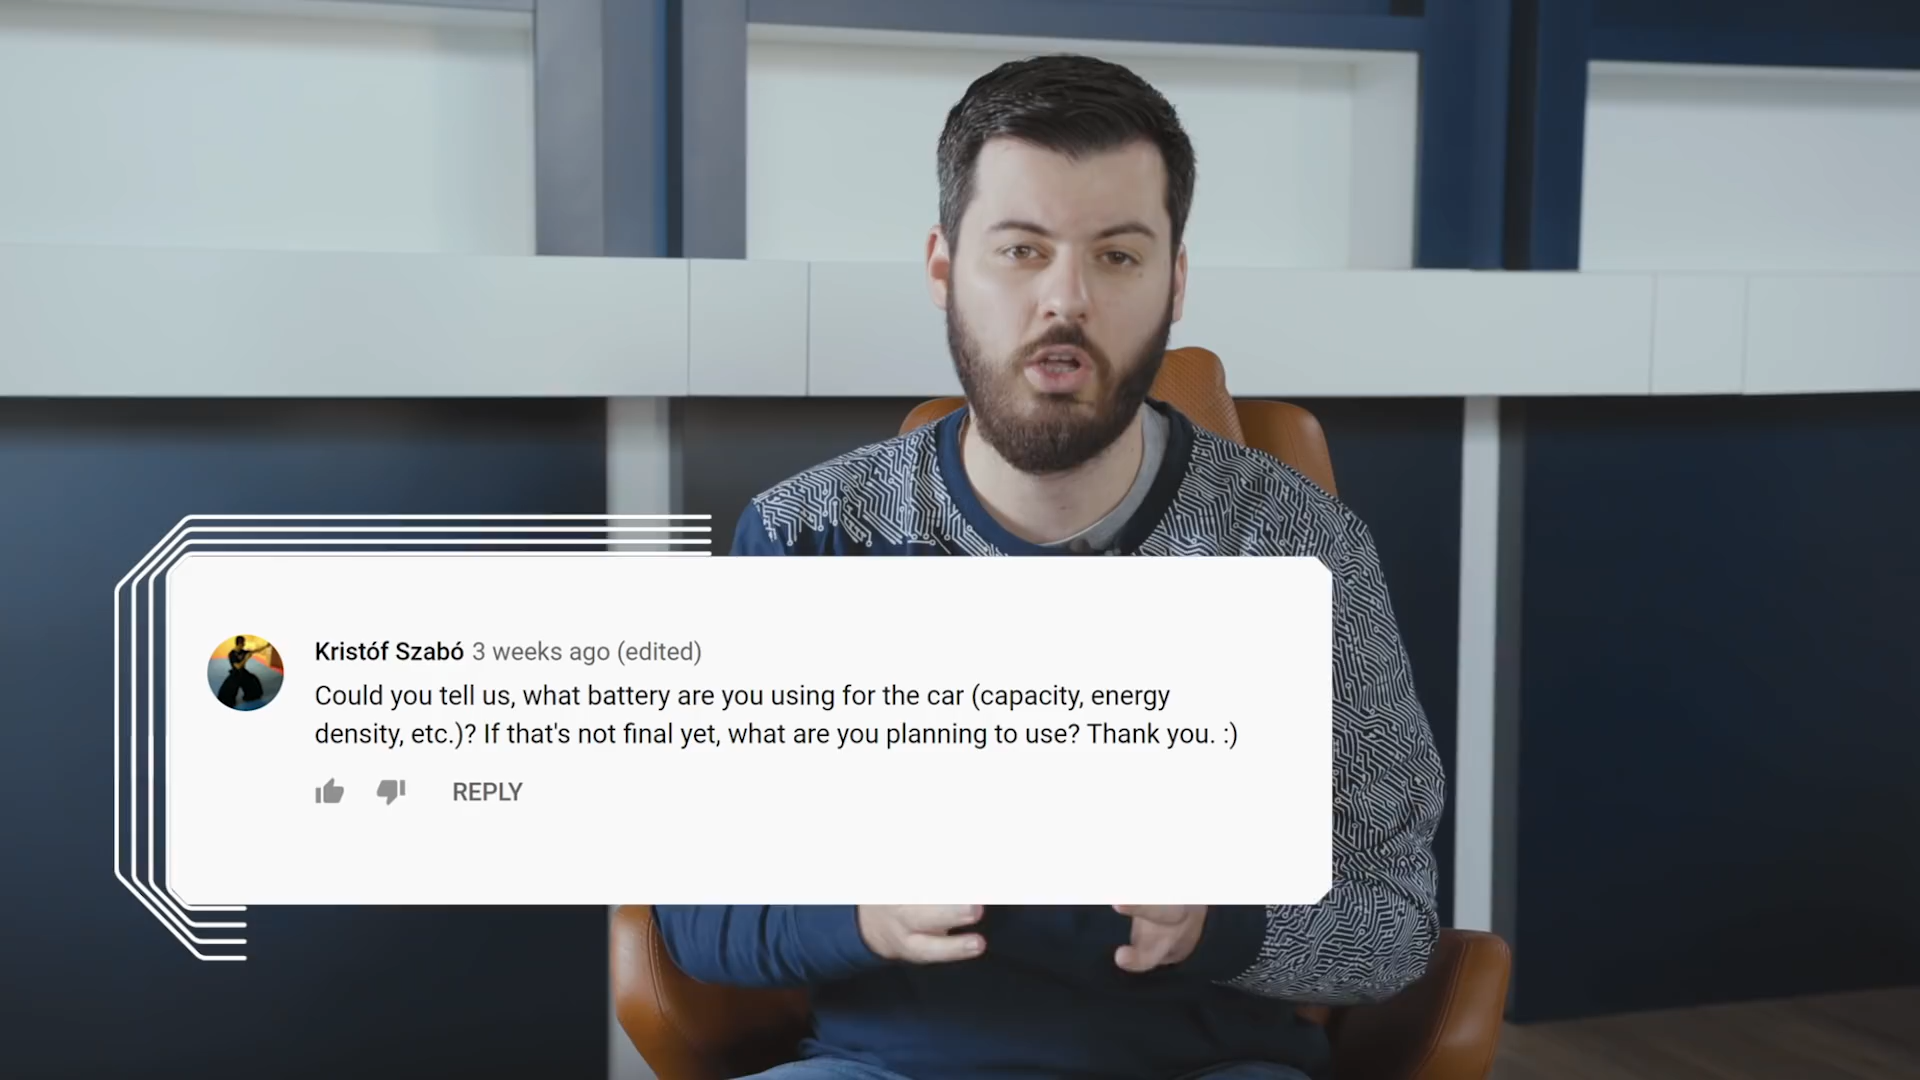 Kristóf Szabó 3 weeks ago (edited)
Could you tell us, what battery are you using for the car (capacity, energy
density, etc.)? If that's not final yet, what are you planning to use? Thank you. :)
REPLY